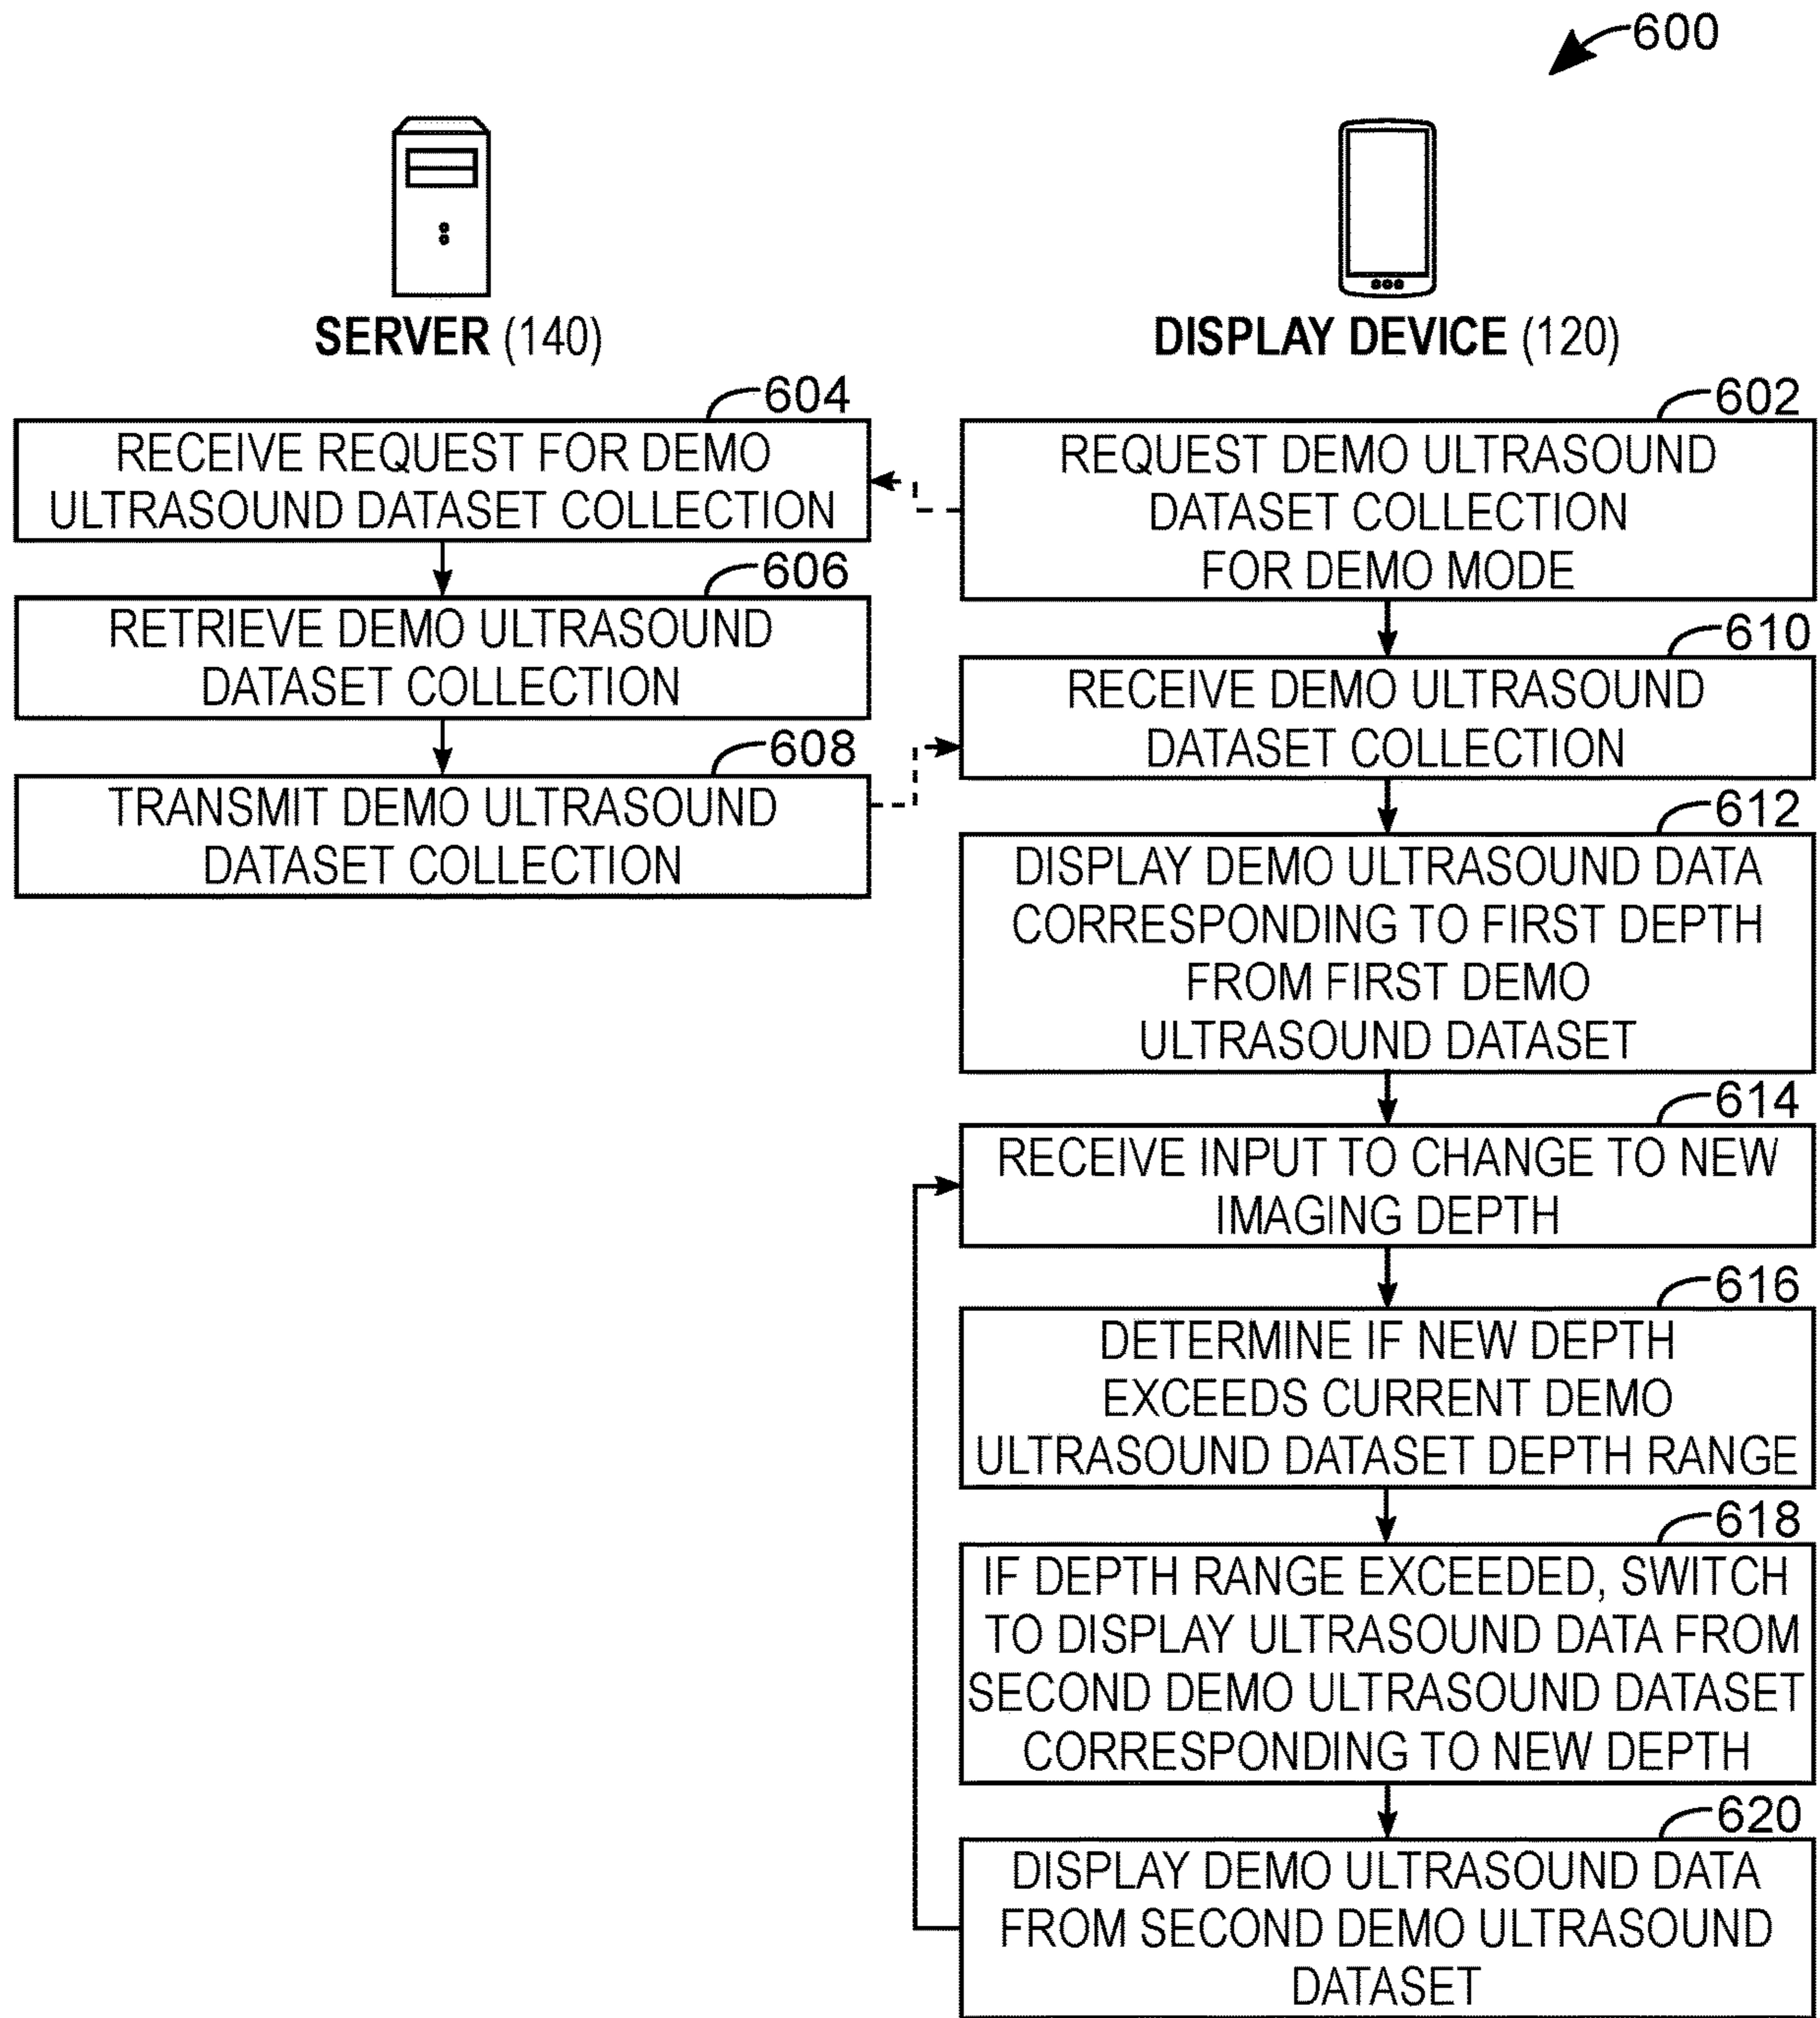 600
SERVER (140)
DISPLAY DEVICE (120)
604
RECEIVE REQUEST FOR DEMO
ULTRASOUND DATASET COLLECTION
606
RETRIEVE DEMO ULTRASOUND
DATASET COLLECTION
608
TRANSMIT DEMO ULTRASOUND
DATASET COLLECTION
602
REQUEST DEMO ULTRASOUND
DATASET COLLECTION
FOR DEMO MODE
610
RECEIVE DEMO ULTRASOUND
DATASET COLLECTION
612
DISPLAY DEMO ULTRASOUND DATA
CORRESPONDING TO FIRST DEPTH
FROM FIRST DEMO
ULTRASOUND DATASET
614
RECEIVE INPUT TO CHANGE TO NEW
IMAGING DEPTH
616
DETERMINE IF NEW DEPTH
EXCEEDS CURRENT DEMO
ULTRASOUND DATASET DEPTH RANGE
618
IF DEPTH RANGE EXCEEDED, SWITCH
TO DISPLAY ULTRASOUND DATA FROM
SECOND DEMO ULTRASOUND DATASET
CORRESPONDING TO NEW DEPTH
620
DISPLAY DEMO ULTRASOUND DATA
FROM SECOND DEMO ULTRASOUND
DATASET